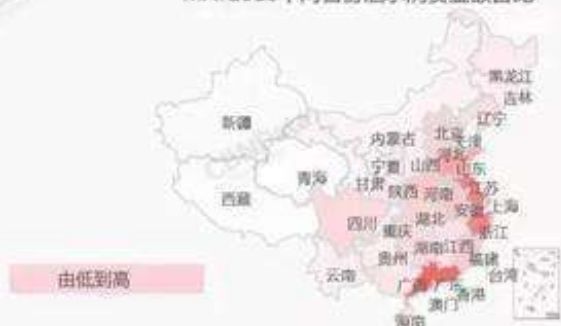 黑龙江
吉林
辽宁
新疆
内蒙古
北京
天津
河北
宁夏
山西
山东
青海
甘肃
西藏
陕西
河南
江苏
安徽
上海
四川
重庆
湖北
浙江
湖南
江西
贵州
福建
云南
台湾
由低到高
广东
香港
澳门
海南